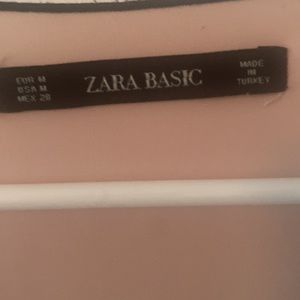 EUR M
USA M
MEX 28
ZARA BASIC
MADE
IN
TURKEY